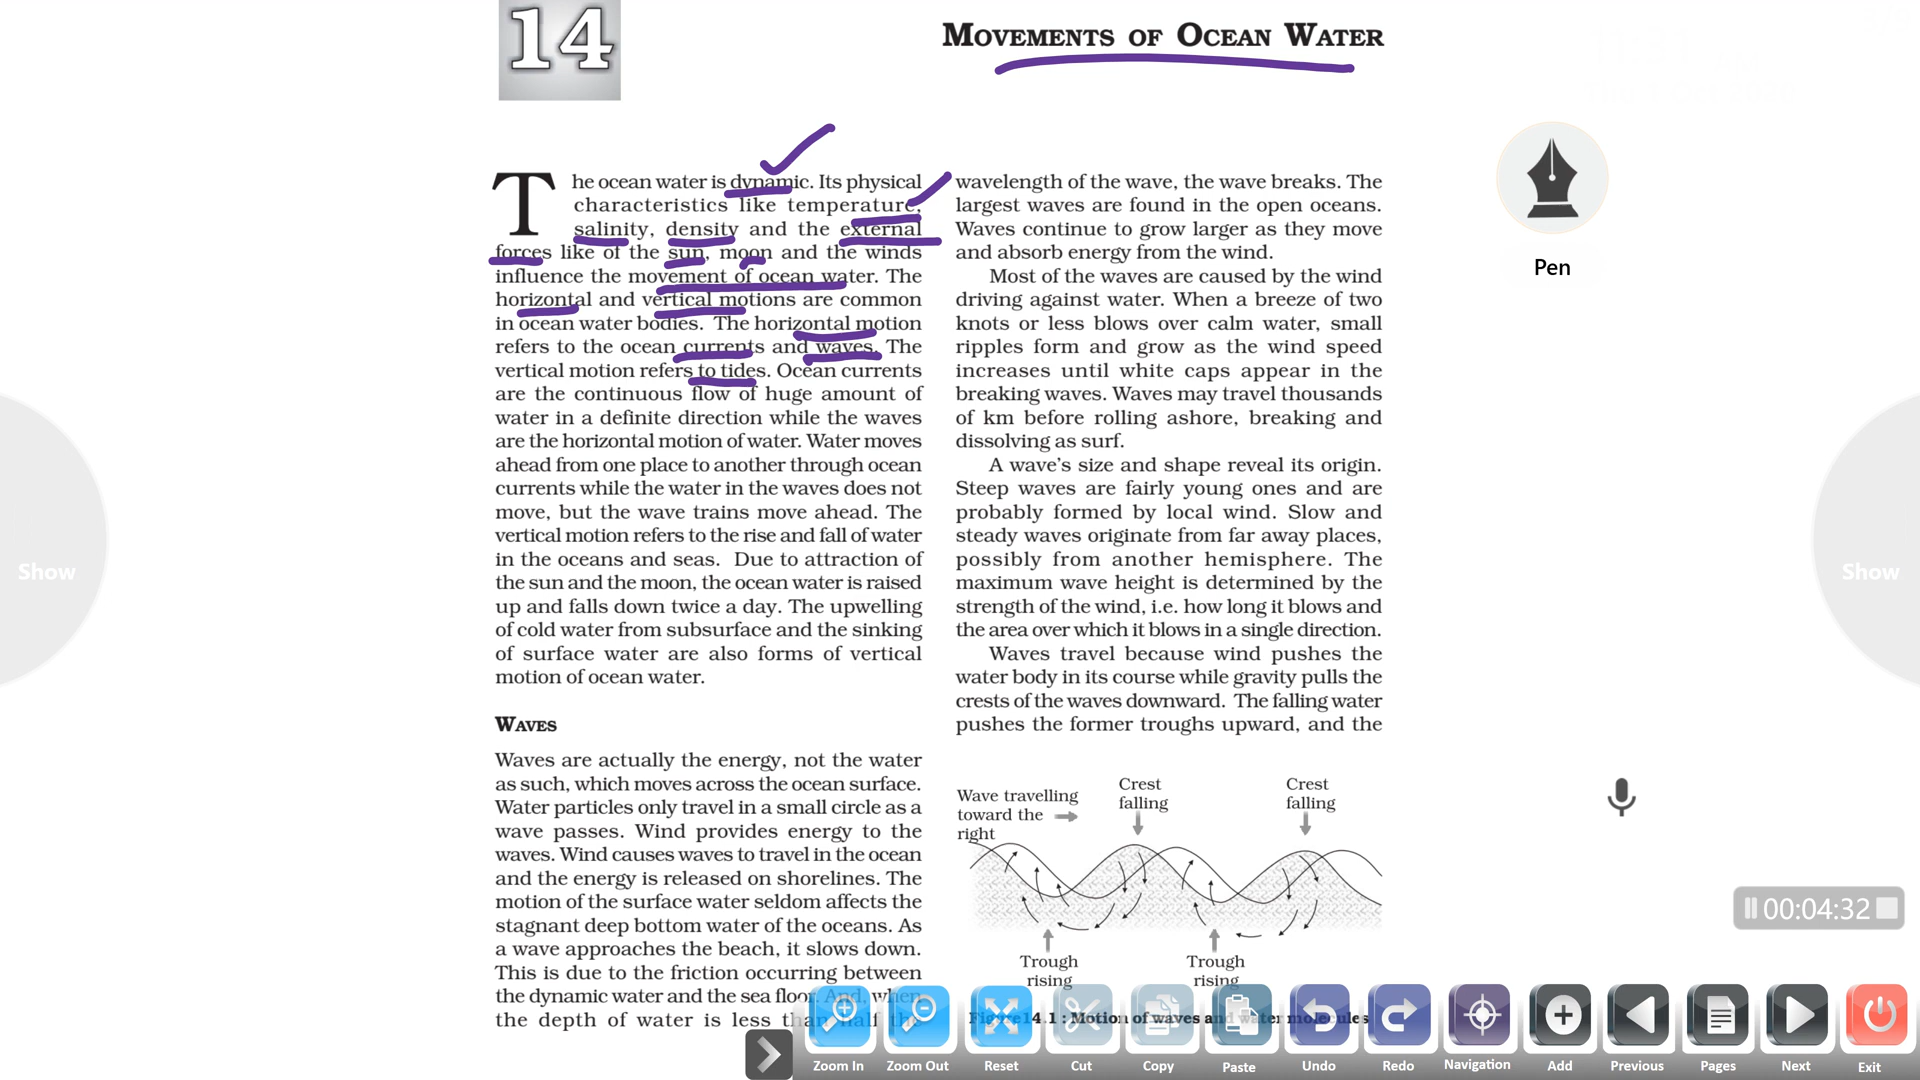 14
MOVEMENTS OF OCEAN WATER
The ocean water is dynamic. Its physical
characteristics like temperature,
salinity, density and the external
forces like of the sun, moon and the winds
influence the movement of ocean water. The
horizontal and vertical motions are common
in ocean water bodies. The horizontal motion
refers to the ocean currents and waves. The
vertical motion refers to tides. Ocean currents
are the continuous flow of huge amount of
water in a definite direction while the waves
are the horizontal motion of water. Water moves
ahead from one place to another through ocean
currents while the water in the waves does not
move, but the wave trains move ahead. The
vertical motion refers to the rise and fall of water
in the oceans and seas. Due to attraction of
the sun and the moon, the ocean water is raised
up and falls down twice a day. The upwelling
of cold water from subsurface and the sinking
of surface water are also forms of vertical
motion of ocean water.
WAVES
Waves are actually the energy, not the water
as such, which moves across the ocean surface.
Water particles only travel in a small circle as a
wave passes. Wind provides energy to the
waves. Wind causes waves to travel in the ocean
and the energy is released on shorelines. The
motion of the surface water seldom affects the
stagnant deep bottom water of the oceans. As
a wave approaches the beach, it slows down.
This is due to the friction occurring between
the dynamic water and the sea floor. And, when
the depth of water is less than half the
wavelength of the wave, the wave breaks. The
largest waves are found in the open oceans.
Waves continue to grow larger as they move
and absorb energy from the wind.
Most of the waves are caused by the wind
driving against water. When a breeze of two
knots or less blows over calm water, small
ripples form and grow as the wind speed
increases until white caps appear in the
breaking waves. Waves may travel thousands
of km before rolling ashore, breaking and
dissolving as surf.
A wave's size and shape reveal its origin.
Steep waves are fairly young ones and are
probably formed by local wind. Slow and
steady waves originate from far away places,
possibly from another hemisphere. The
maximum wave height is determined by the
strength of the wind, i.e. how long it blows and
the area over which it blows in a single direction.
Waves travel because wind pushes the
water body in its course while gravity pulls the
crests of the waves downward. The falling water
pushes the former troughs upward, and the
Wave travelling
toward the
right
Crest
falling
Crest
falling
Trough
rising
Trough
rising
Figure 14.1 : Motion of waves and water molecules
Pen
Show
Show
00:04:32
Zoom In
Zoom Out
Reset
Cut
Copy
Paste
Undo
Redo
Navigation
Add
Previous
Pages
Next
Exit